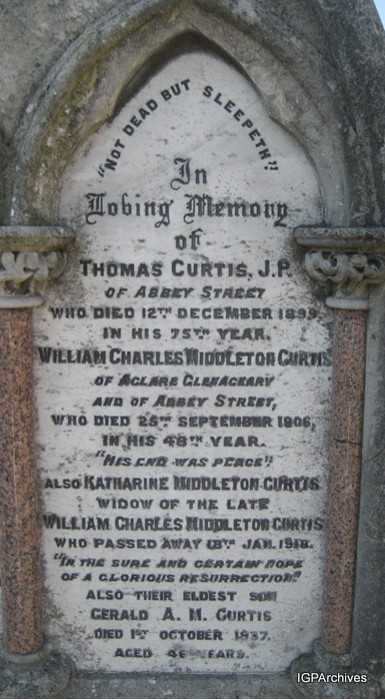 "NOT DEAD BUT SLEEPETH"
In
Loving Memory
of
THOMAS CURTIS, J.P.
OF ABBEY STREET
WHO DIED 12TH DECEMBER 1899,
IN HIS 75TH YEAR.
WILLIAM CHARLES MIDDLETON CURTIS
OF ACLARE GLENAGEARY
AND OF ABBEY STREET,
WHO DIED 25TH SEPTEMBER 1906,
IN HIS 48TH YEAR.
"HIS END WAS PEACE".
ALSO KATHARINE MIDDLETON CURTIS
WIDOW OF THE LATE
WILLIAM CHARLES MIDDLETON CURTIS
WHO PASSED AWAY 18TH JAN. 1918.
"IN THE SURE AND CERTAIN HOPE
OF A GLORIOUS RESURRECTION"
ALSO THEIR ELDEST SON
GERALD A. M. CURTIS
DIED 1ST OCTOBER 1937.
AGED 46 YEARS.
IGPArchives